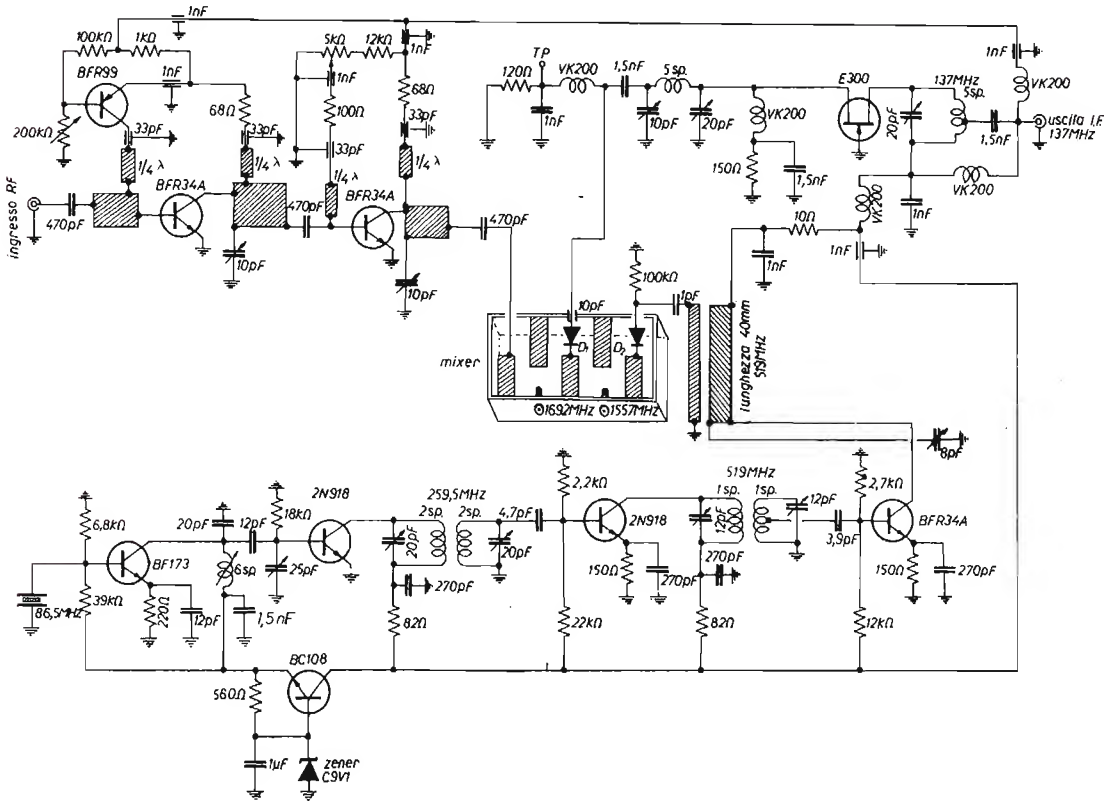 1nF
100KΩ
1KΩ
BFR99
1nF
68Ω
200KΩ
33pF
33pF
1/4 λ
1/4 λ
ingresso RF
470pF
BFR34A
10pF
5KΩ
12KΩ
1nF
1nF
100Ω
68Ω
33pF
33pF
1/4 λ
1/4 λ
470pF
BFR34A
10pF
470pF
T.P.
120Ω
VK200
1nF
1,5nF
5sp.
10pF
20pF
VK200
150Ω
1,5nF
E300
20pF
137MHz
5sp.
1nF
VK200
uscita I.F.
137MHz
1,5nF
VK200
VK200
1nF
10Ω
1nF
1nF
100KΩ
1pF
10pF
mixer
D1
D2
1692MHz
1557MHz
lunghezza 40mm
519MHz
8pF
6,8KΩ
BF173
39KΩ
86,5MHz
220Ω
12pF
20pF
6sp.
1,5nF
12pF
18KΩ
25pF
2N918
259,5MHz
2sp.
2sp.
20pF
20pF
270pF
82Ω
4,7pF
2,2KΩ
2N918
150Ω
270pF
22KΩ
519MHz
1sp.
1sp.
12pF
12pF
270pF
82Ω
3,9pF
2,7KΩ
BFR34A
150Ω
270pF
12KΩ
BC108
560Ω
1µF
zener
C9V1